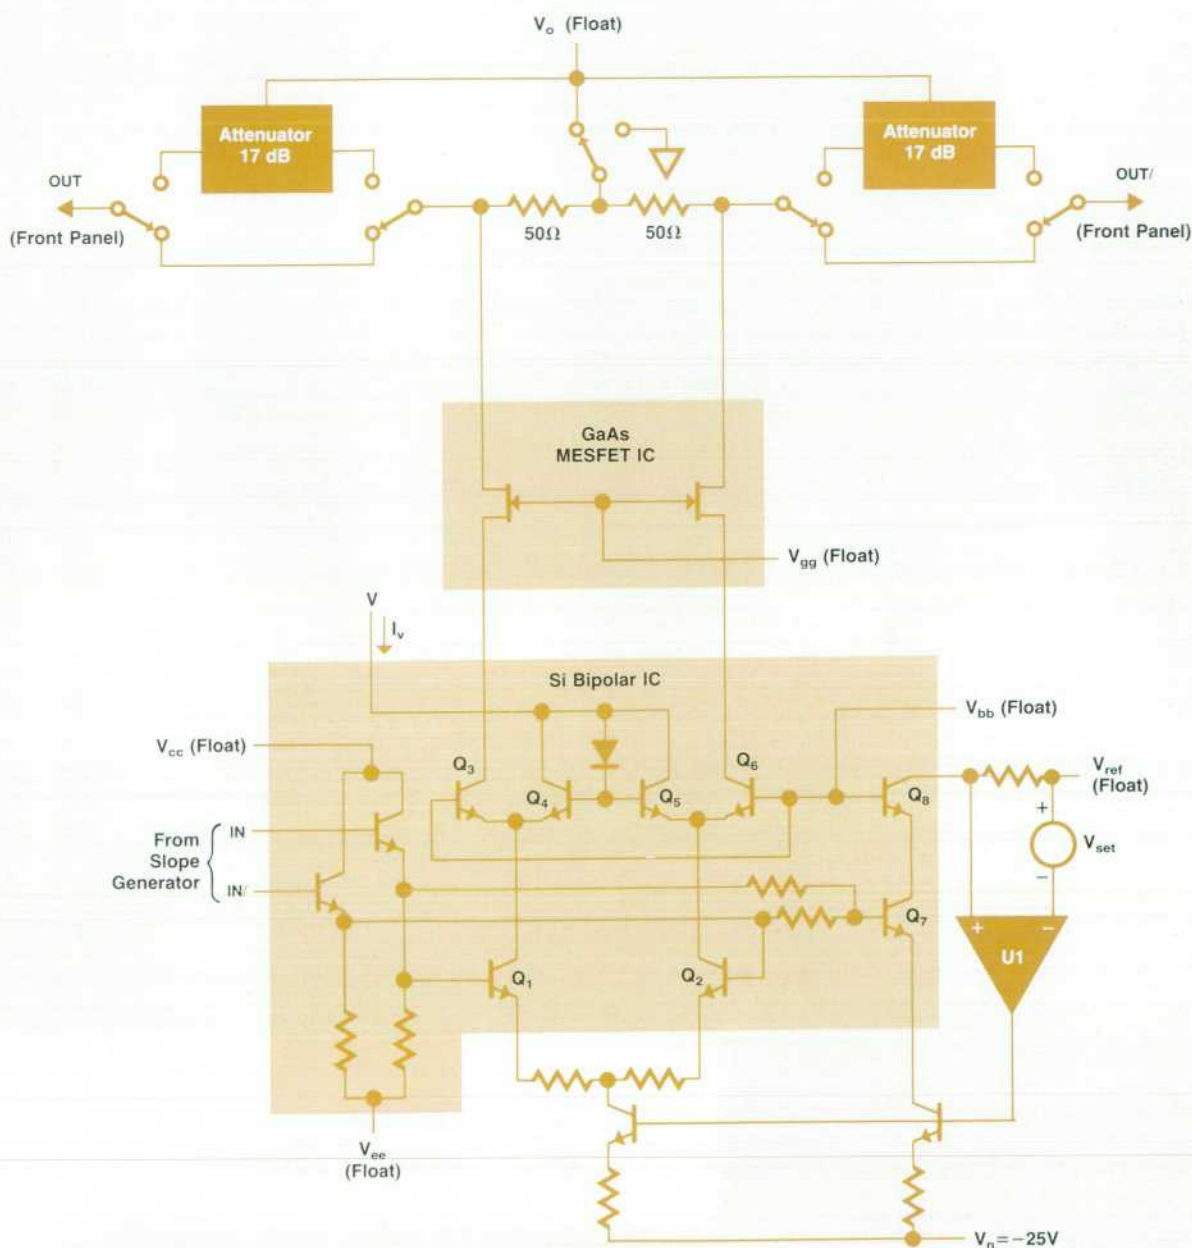 Vo (Float)
Attenuator
17 dB
Attenuator
17 dB
OUT
(Front Panel)
OUT/
(Front Panel)
50Ω
50Ω
GaAs
MESFET IC
Vgg (Float)
V
Iv
Si Bipolar IC
Vbb (Float)
Vcc (Float)
Q3
Q4
Q5
Q6
Q8
Vref
(Float)
+
Vset
−
From
Slope
Generator
IN
IN/
Q7
+ −
U1
Q1
Q2
Vee
(Float)
Vn=−25V